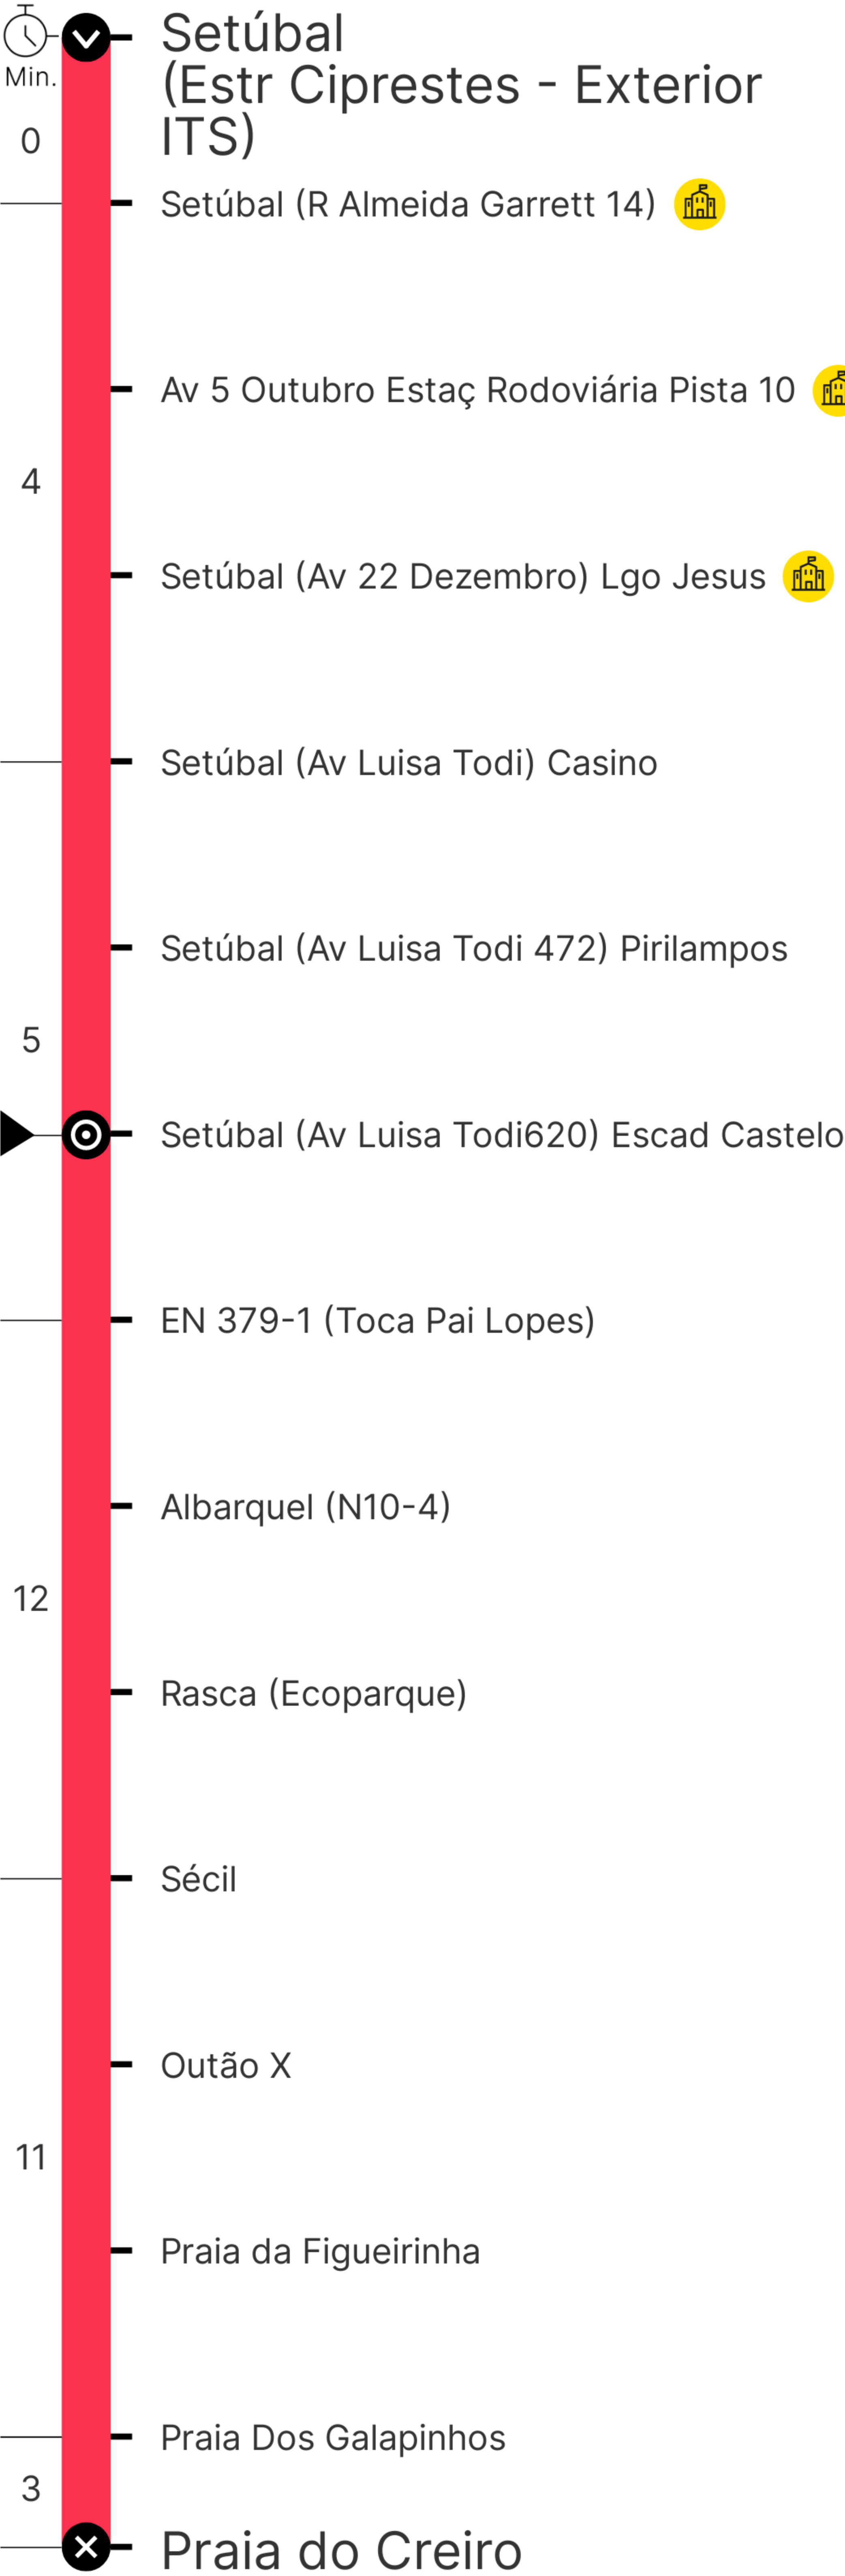 Min.
Setúbal
(Estr Ciprestes - Exterior
ITS)
0
Setúbal (R Almeida Garrett 14)
Av 5 Outubro Estaç Rodoviária Pista 10
4
Setúbal (Av 22 Dezembro) Lgo Jesus
Setúbal (Av Luisa Todi) Casino
Setúbal (Av Luisa Todi 472) Pirilampos
5
Setúbal (Av Luisa Todi620) Escad Castelo
EN 379-1 (Toca Pai Lopes)
Albarquel (N10-4)
12
Rasca (Ecoparque)
Sécil
Outão X
11
Praia da Figueirinha
Praia Dos Galapinhos
3
Praia do Creiro